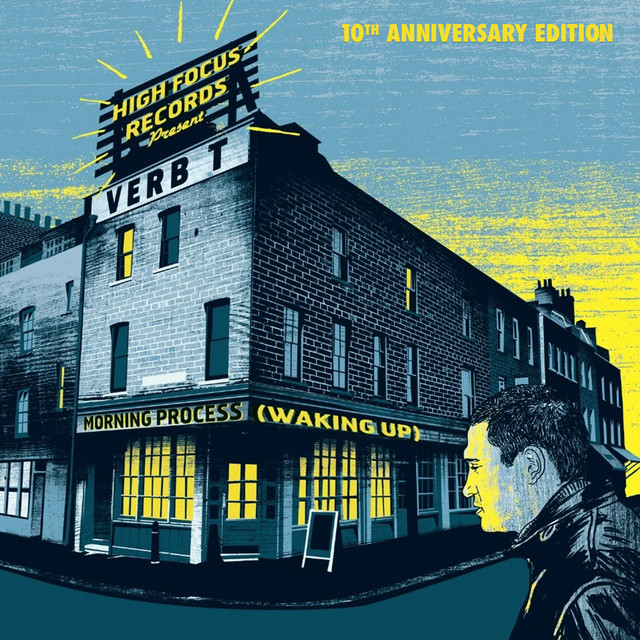 10TH ANNIVERSARY EDITION
HIGH FOCUS
RECORDS
Present
VERB T
MORNING PROCESS (WAKING UP)